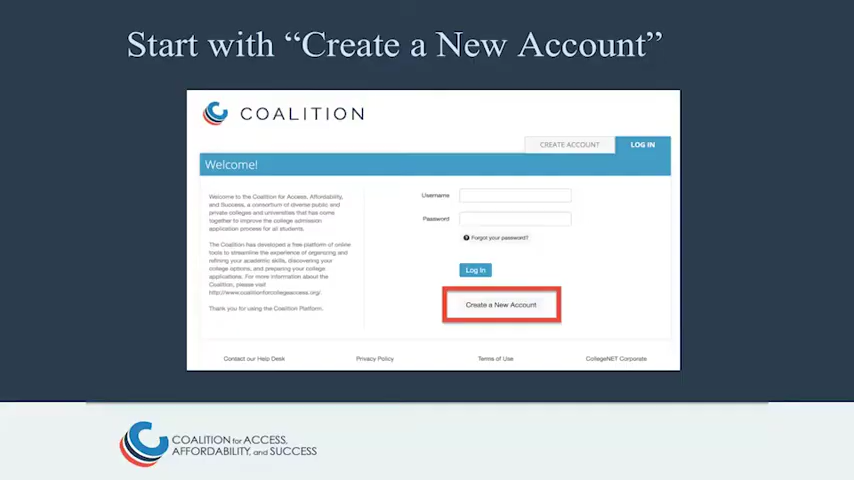 Start with “Create a New Account”
COALITION
CREATE ACCOUNT
LOG IN
Welcome!
Welcome to the Coalition for Access, Affordability,
and Success, a consortium of diverse public and
private colleges and universities that has come
together to improve the college admission
application process for all students.
The Coalition has developed a free platform of online
tools to streamline the experience of organizing and
refining your academic skills, discovering your
college options, and preparing your college
applications. For more information about the
Coalition, please visit
http://www.coalitionforcollegeaccess.org/.
Thank you for using the Coalition Platform.
Username
Password
Forgot your password?
Log In
Create a New Account
Contact our Help Desk
Privacy Policy
Terms of Use
CollegeNET Corporate
COALITION for ACCESS,
AFFORDABILITY, and SUCCESS